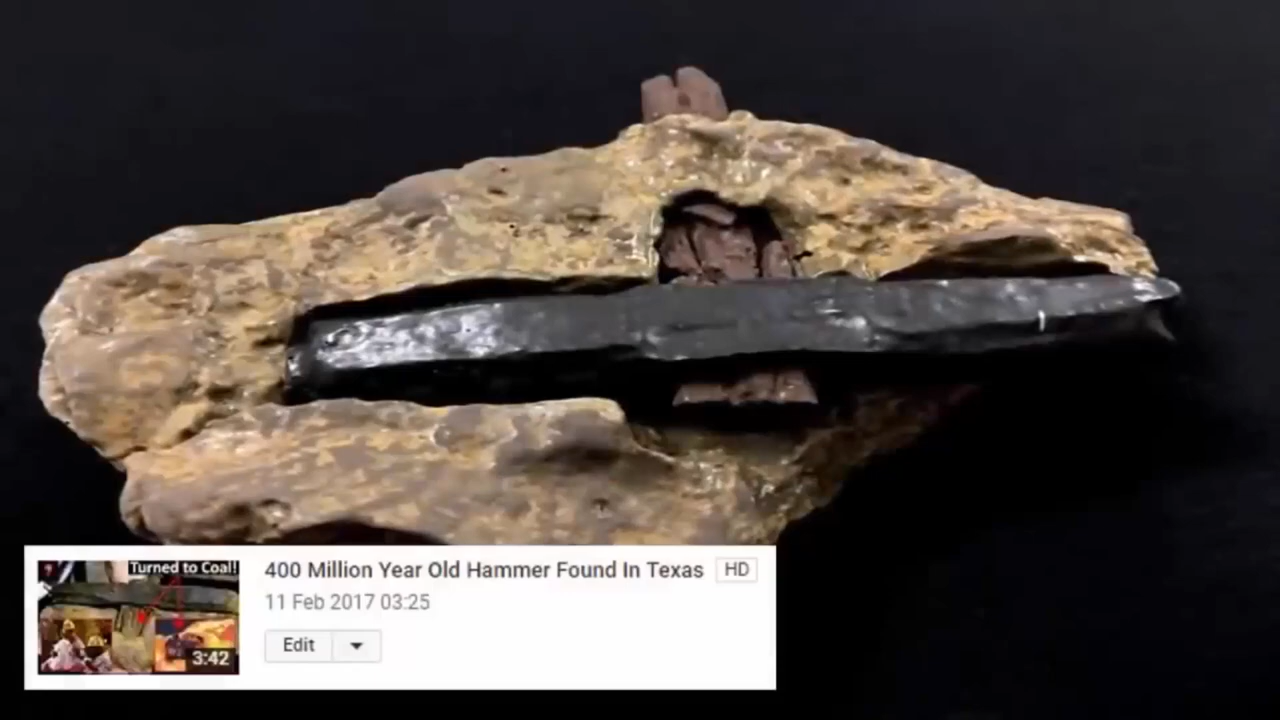 Turned to Coal!
3:42
400 Million Year Old Hammer Found In Texas HD
11 Feb 2017 03:25
Edit